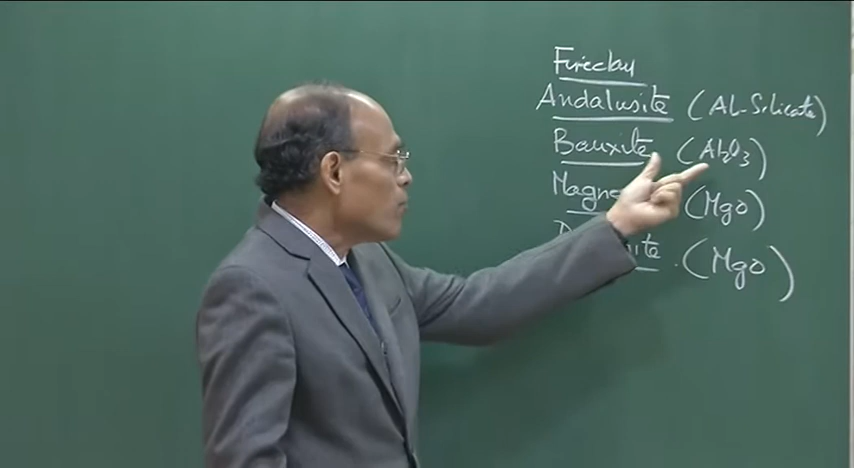 Fireclay
Andalusite (Al-Silicate)
Bauxite (Al2O3)
(MgO)
(MgO)